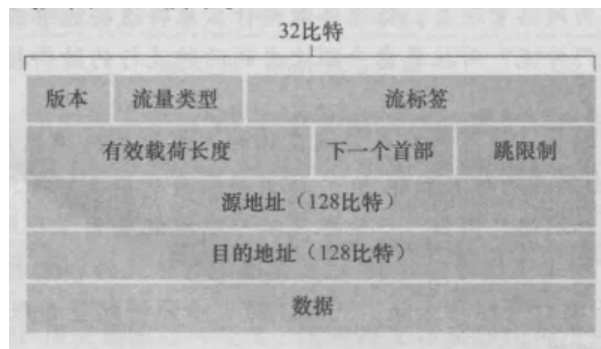 32比特
版本 流量类型 流标签
有效载荷长度 下一个首部 跳限制
源地址（128比特）
目的地址（128比特）
数据